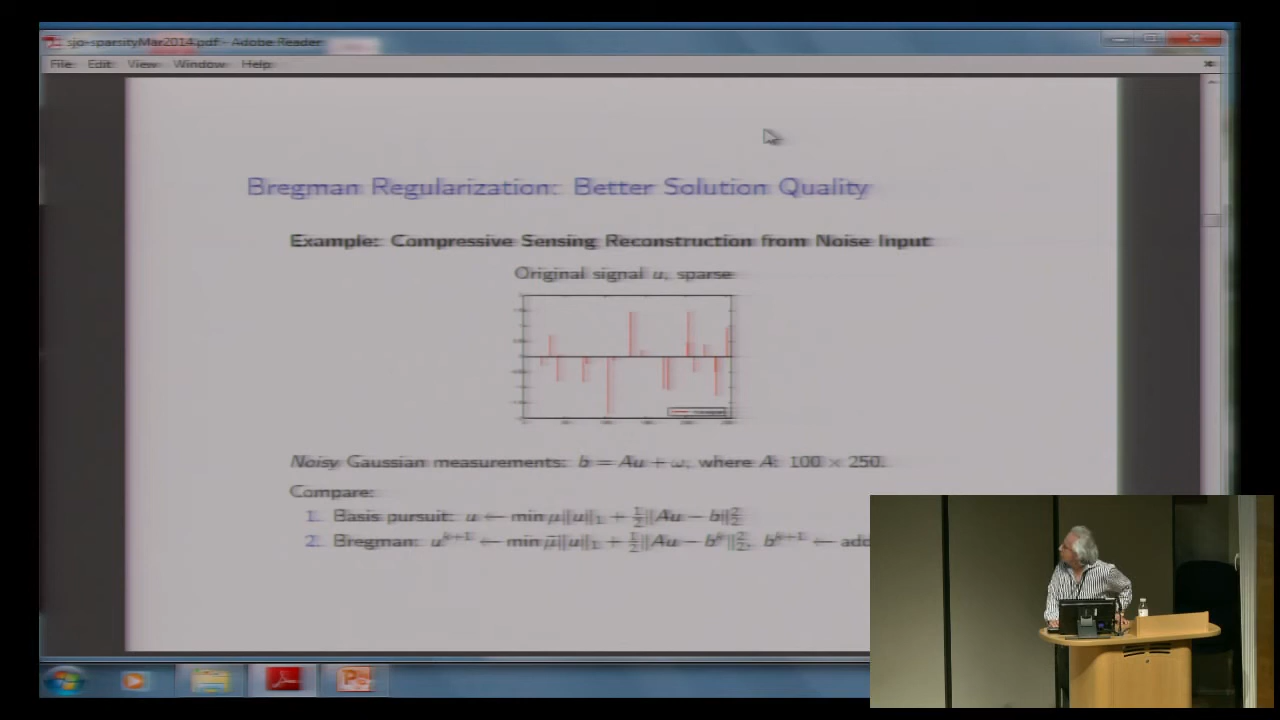 sjo-sparsityMar2014.pdf - Adobe Reader
File Edit View Window Help
Bregman Regularization: Better Solution Quality
Example: Compressive Sensing Reconstruction from Noise Input
Original signal u, sparse
Noisy Gaussian measurements: b = Au + ω, where A: 100 × 250.
Compare:
1. Basis pursuit: u ← min μ‖u‖₁ + ½‖Au − b‖₂²
2. Bregman: uᵏ⁺¹ ← min μ̄‖u‖₁ + ½‖Au − bᵏ‖₂², bᵏ⁺¹ ← add